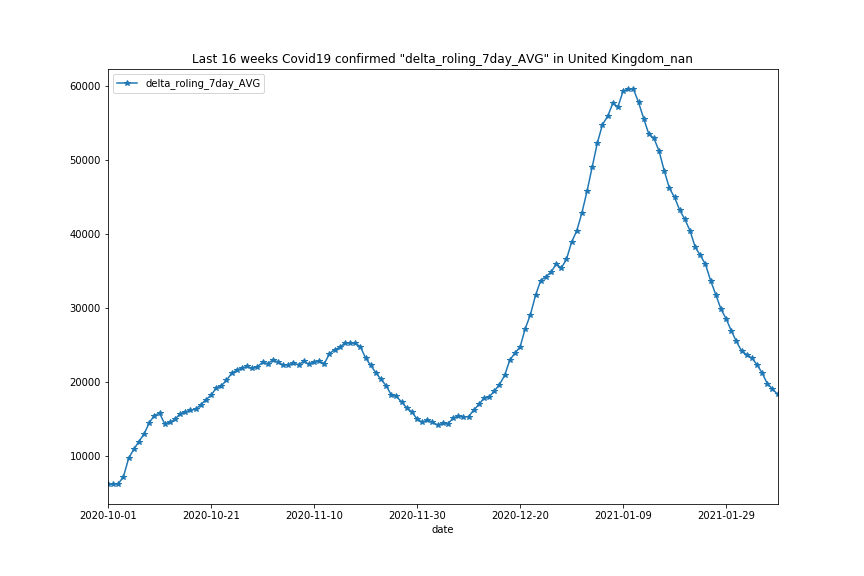 Last 16 weeks Covid19 confirmed "delta_roling_7day_AVG" in United Kingdom_nan
delta_roling_7day_AVG
60000
50000
40000
30000
20000
10000
2020-10-01 2020-10-21 2020-11-10 2020-11-30 2020-12-20 2021-01-09 2021-01-29
date